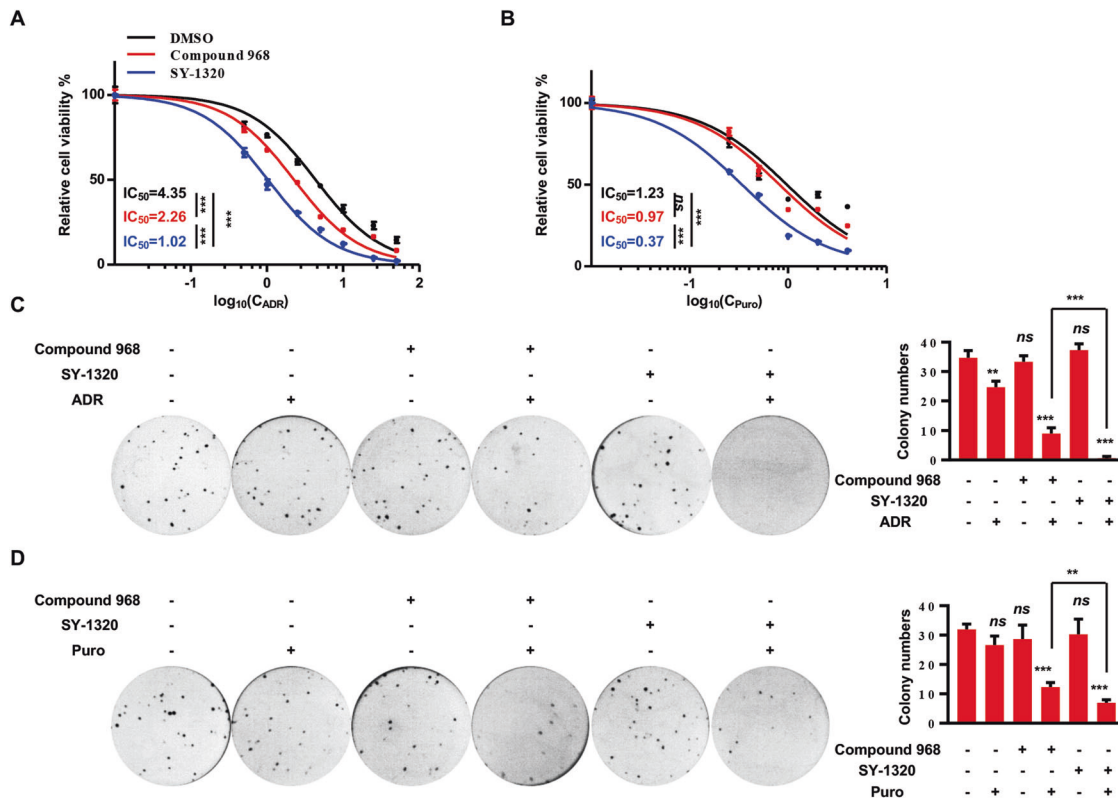 A
DMSO
Compound 968
SY-1320
Relative cell viability %
100
50
0
IC50=4.35
IC50=2.26
IC50=1.02
***
***
***
-1 0 1 2
log10(CADR)
B
Relative cell viability %
100
50
0
IC50=1.23
IC50=0.97
IC50=0.37
ns
***
***
-1 0 1
log10(CPuro)
C
Compound 968 - - + + - -
SY-1320 - - - - + +
ADR - + - + - +
Colony numbers
40
30
20
10
0
** ns *** ns ***
***
Compound 968 - - + + - -
SY-1320 - - - - + +
ADR - + - + - +
D
Compound 968 - - + + - -
SY-1320 - - - - + +
Puro - + - + - +
Colony numbers
40
30
20
10
0
ns ns *** ns ***
**
Compound 968 - - + + - -
SY-1320 - - - - + +
Puro - + - + - +